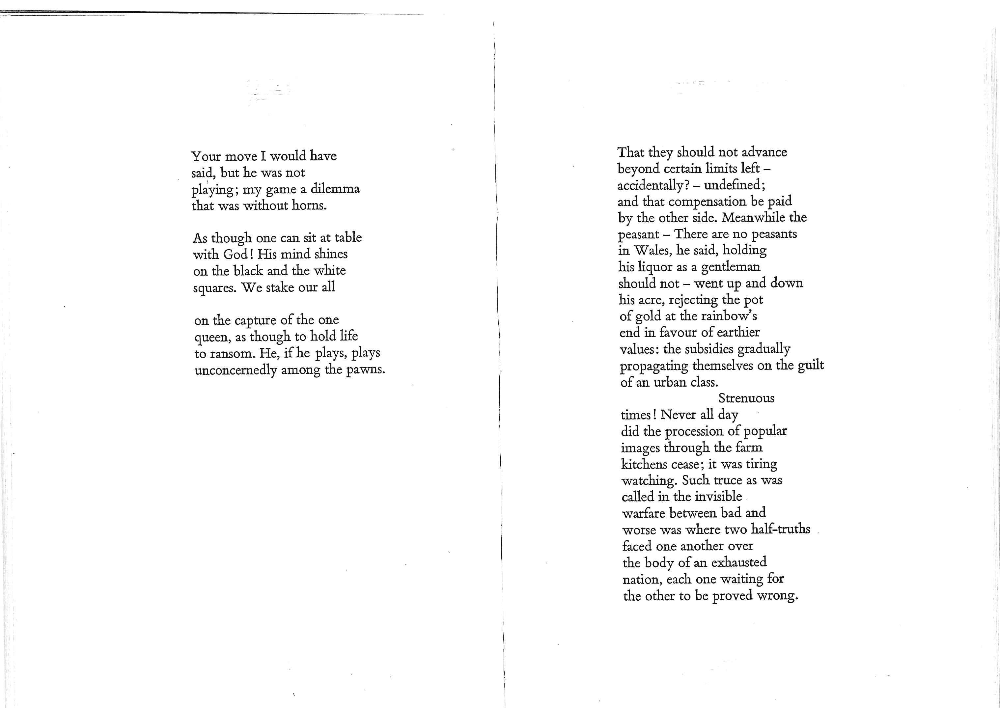 Your move I would have
said, but he was not
playing; my game a dilemma
that was without horns.

As though one can sit at table
with God! His mind shines
on the black and the white
squares. We stake our all

on the capture of the one
queen, as though to hold life
to ransom. He, if he plays, plays
unconcernedly among the pawns.

That they should not advance
beyond certain limits left –
accidentally? – undefined;
and that compensation be paid
by the other side. Meanwhile the
peasant – There are no peasants
in Wales, he said, holding
his liquor as a gentleman
should not – went up and down
his acre, rejecting the pot
of gold at the rainbow's
end in favour of earthier
values: the subsidies gradually
propagating themselves on the guilt
of an urban class.
Strenuous
times! Never all day
did the procession of popular
images through the farm
kitchens cease; it was tiring
watching. Such truce as was
called in the invisible
warfare between bad and
worse was where two half-truths
faced one another over
the body of an exhausted
nation, each one waiting for
the other to be proved wrong.